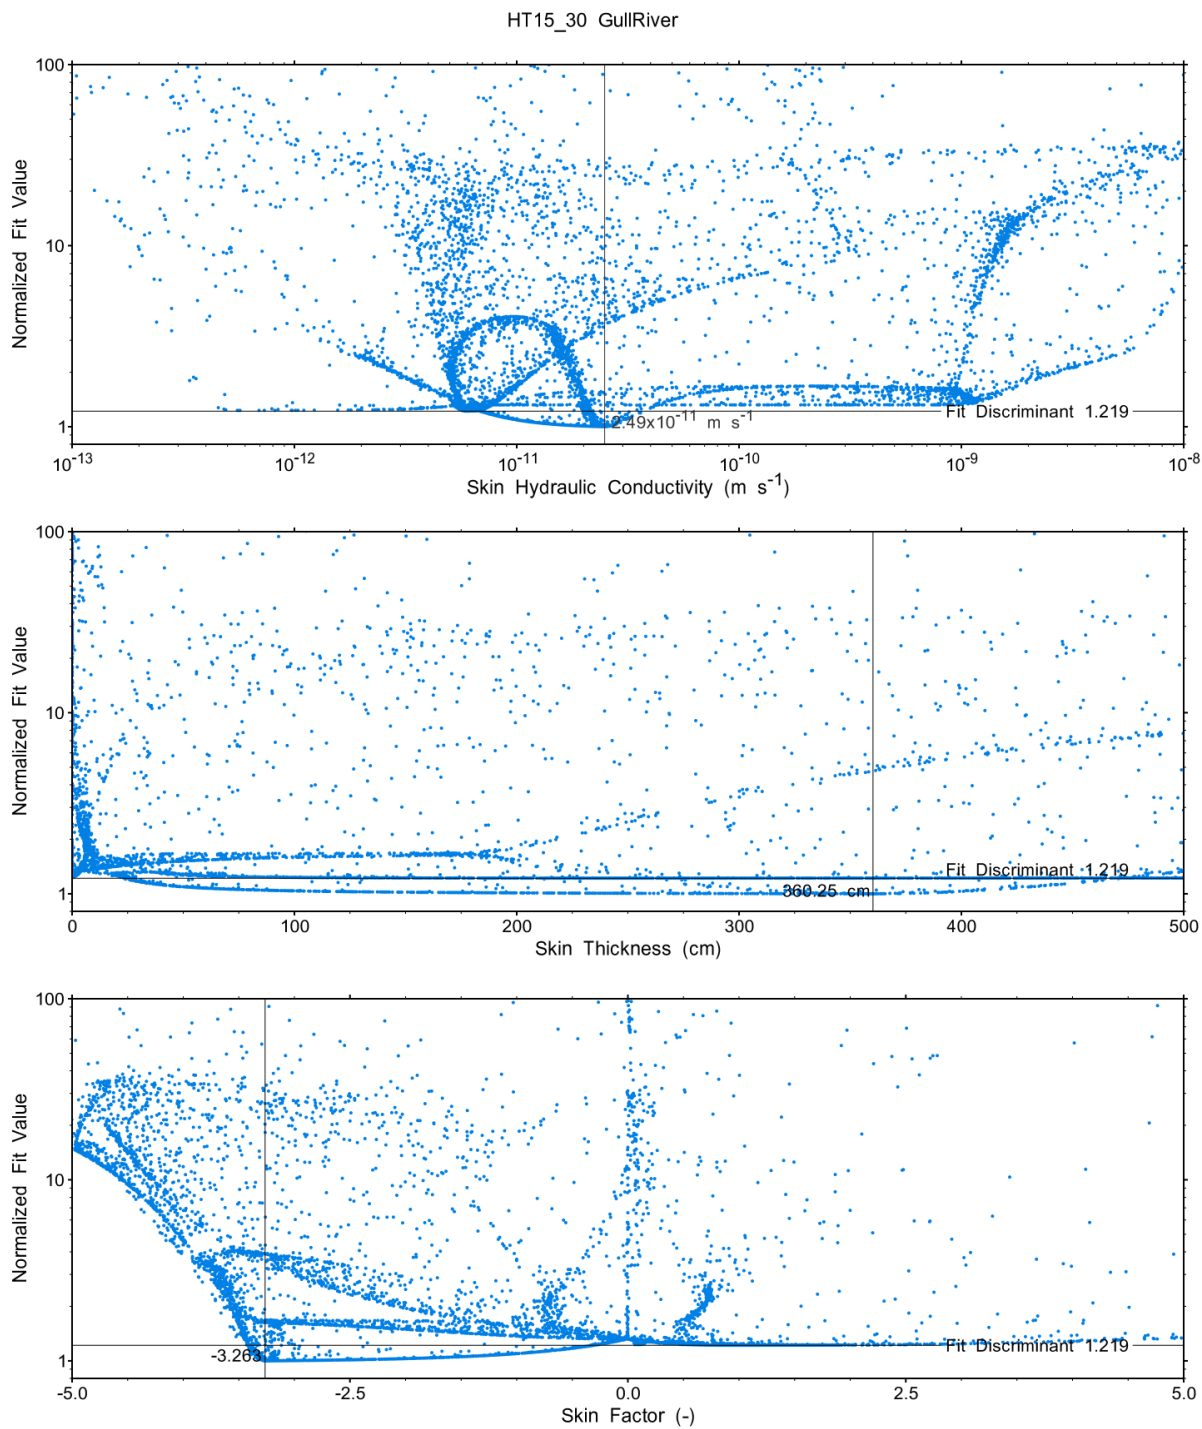 HT15_30 GullRiver
100
10
1
Normalized Fit Value
Fit Discriminant 1.219
2.49x10⁻¹¹ m s⁻¹
10⁻¹³ 10⁻¹² 10⁻¹¹ 10⁻¹⁰ 10⁻⁹ 10⁻⁸
Skin Hydraulic Conductivity (m s⁻¹)
100
10
1
Normalized Fit Value
Fit Discriminant 1.219
360.25 cm
0 100 200 300 400 500
Skin Thickness (cm)
100
10
1
Normalized Fit Value
Fit Discriminant 1.219
-3.263
-5.0 -2.5 0.0 2.5 5.0
Skin Factor (-)